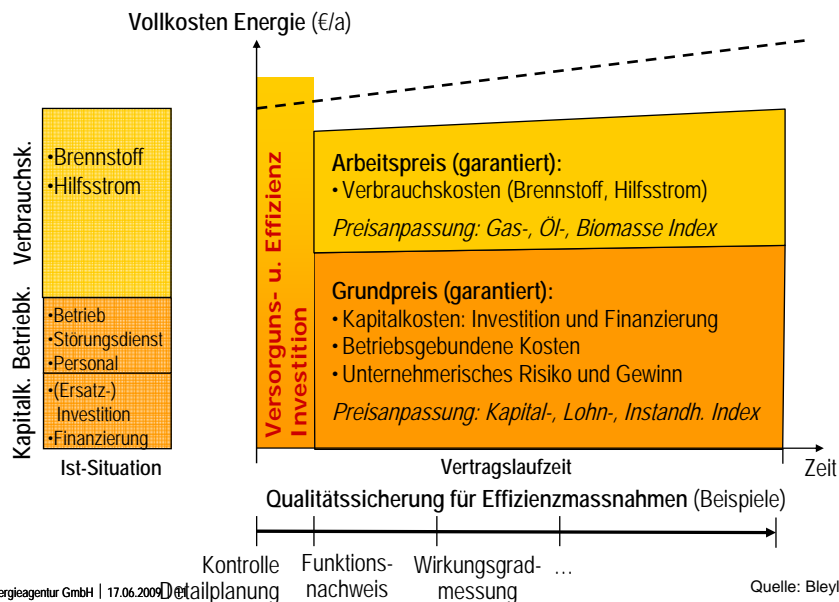 Vollkosten Energie (€/a)
Verbrauchsk.
Betriebk.
Kapitalk.
•Brennstoff
•Hilfsstrom
•Betrieb
•Störungsdienst
•Personal
•(Ersatz-)
Investition
•Finanzierung
Ist-Situation
Versorguns- u. Effizienz
Investition
Arbeitspreis (garantiert):
• Verbrauchskosten (Brennstoff, Hilfsstrom)
Preisanpassung: Gas-, Öl-, Biomasse Index
Grundpreis (garantiert):
• Kapitalkosten: Investition und Finanzierung
• Betriebsgebundene Kosten
• Unternehmerisches Risiko und Gewinn
Preisanpassung: Kapital-, Lohn-, Instandh. Index
Vertragslaufzeit
Zeit
Qualitätssicherung für Effizienzmassnahmen (Beispiele)
Kontrolle
Detailplanung
Funktions-
nachweis
Wirkungsgrad-
messung
...
ergieagentur GmbH | 17.06.2009
Quelle: Bleyl